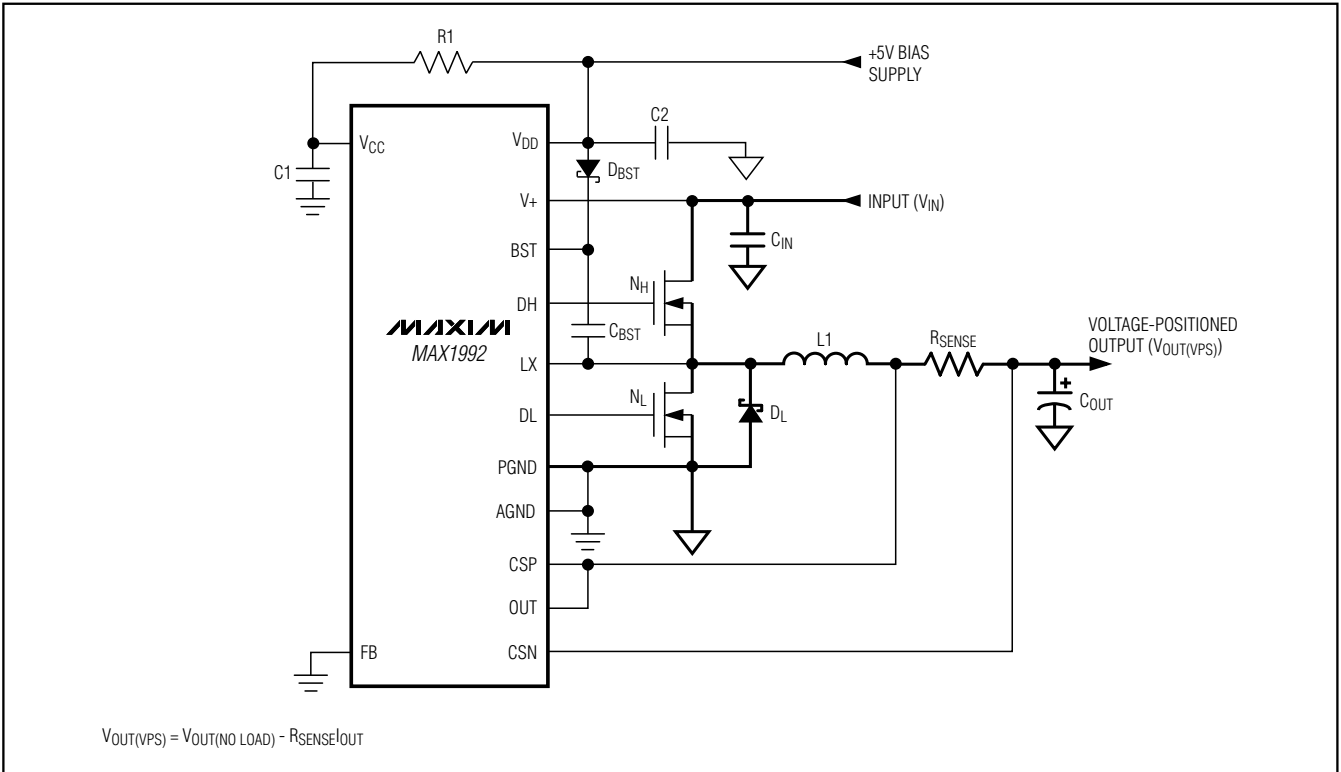 R1
+5V BIAS
SUPPLY
C2
VCC
VDD
C1
DBST
V+
INPUT (VIN)
CIN
BST
NH
DH
MAXIM
MAX1992
CBST
LX
L1
RSENSE
VOLTAGE-POSITIONED
OUTPUT (VOUT(VPS))
NL
DL
DL
+
COUT
PGND
AGND
CSP
OUT
FB
CSN
VOUT(VPS) = VOUT(NO LOAD) - RSENSEIOUT